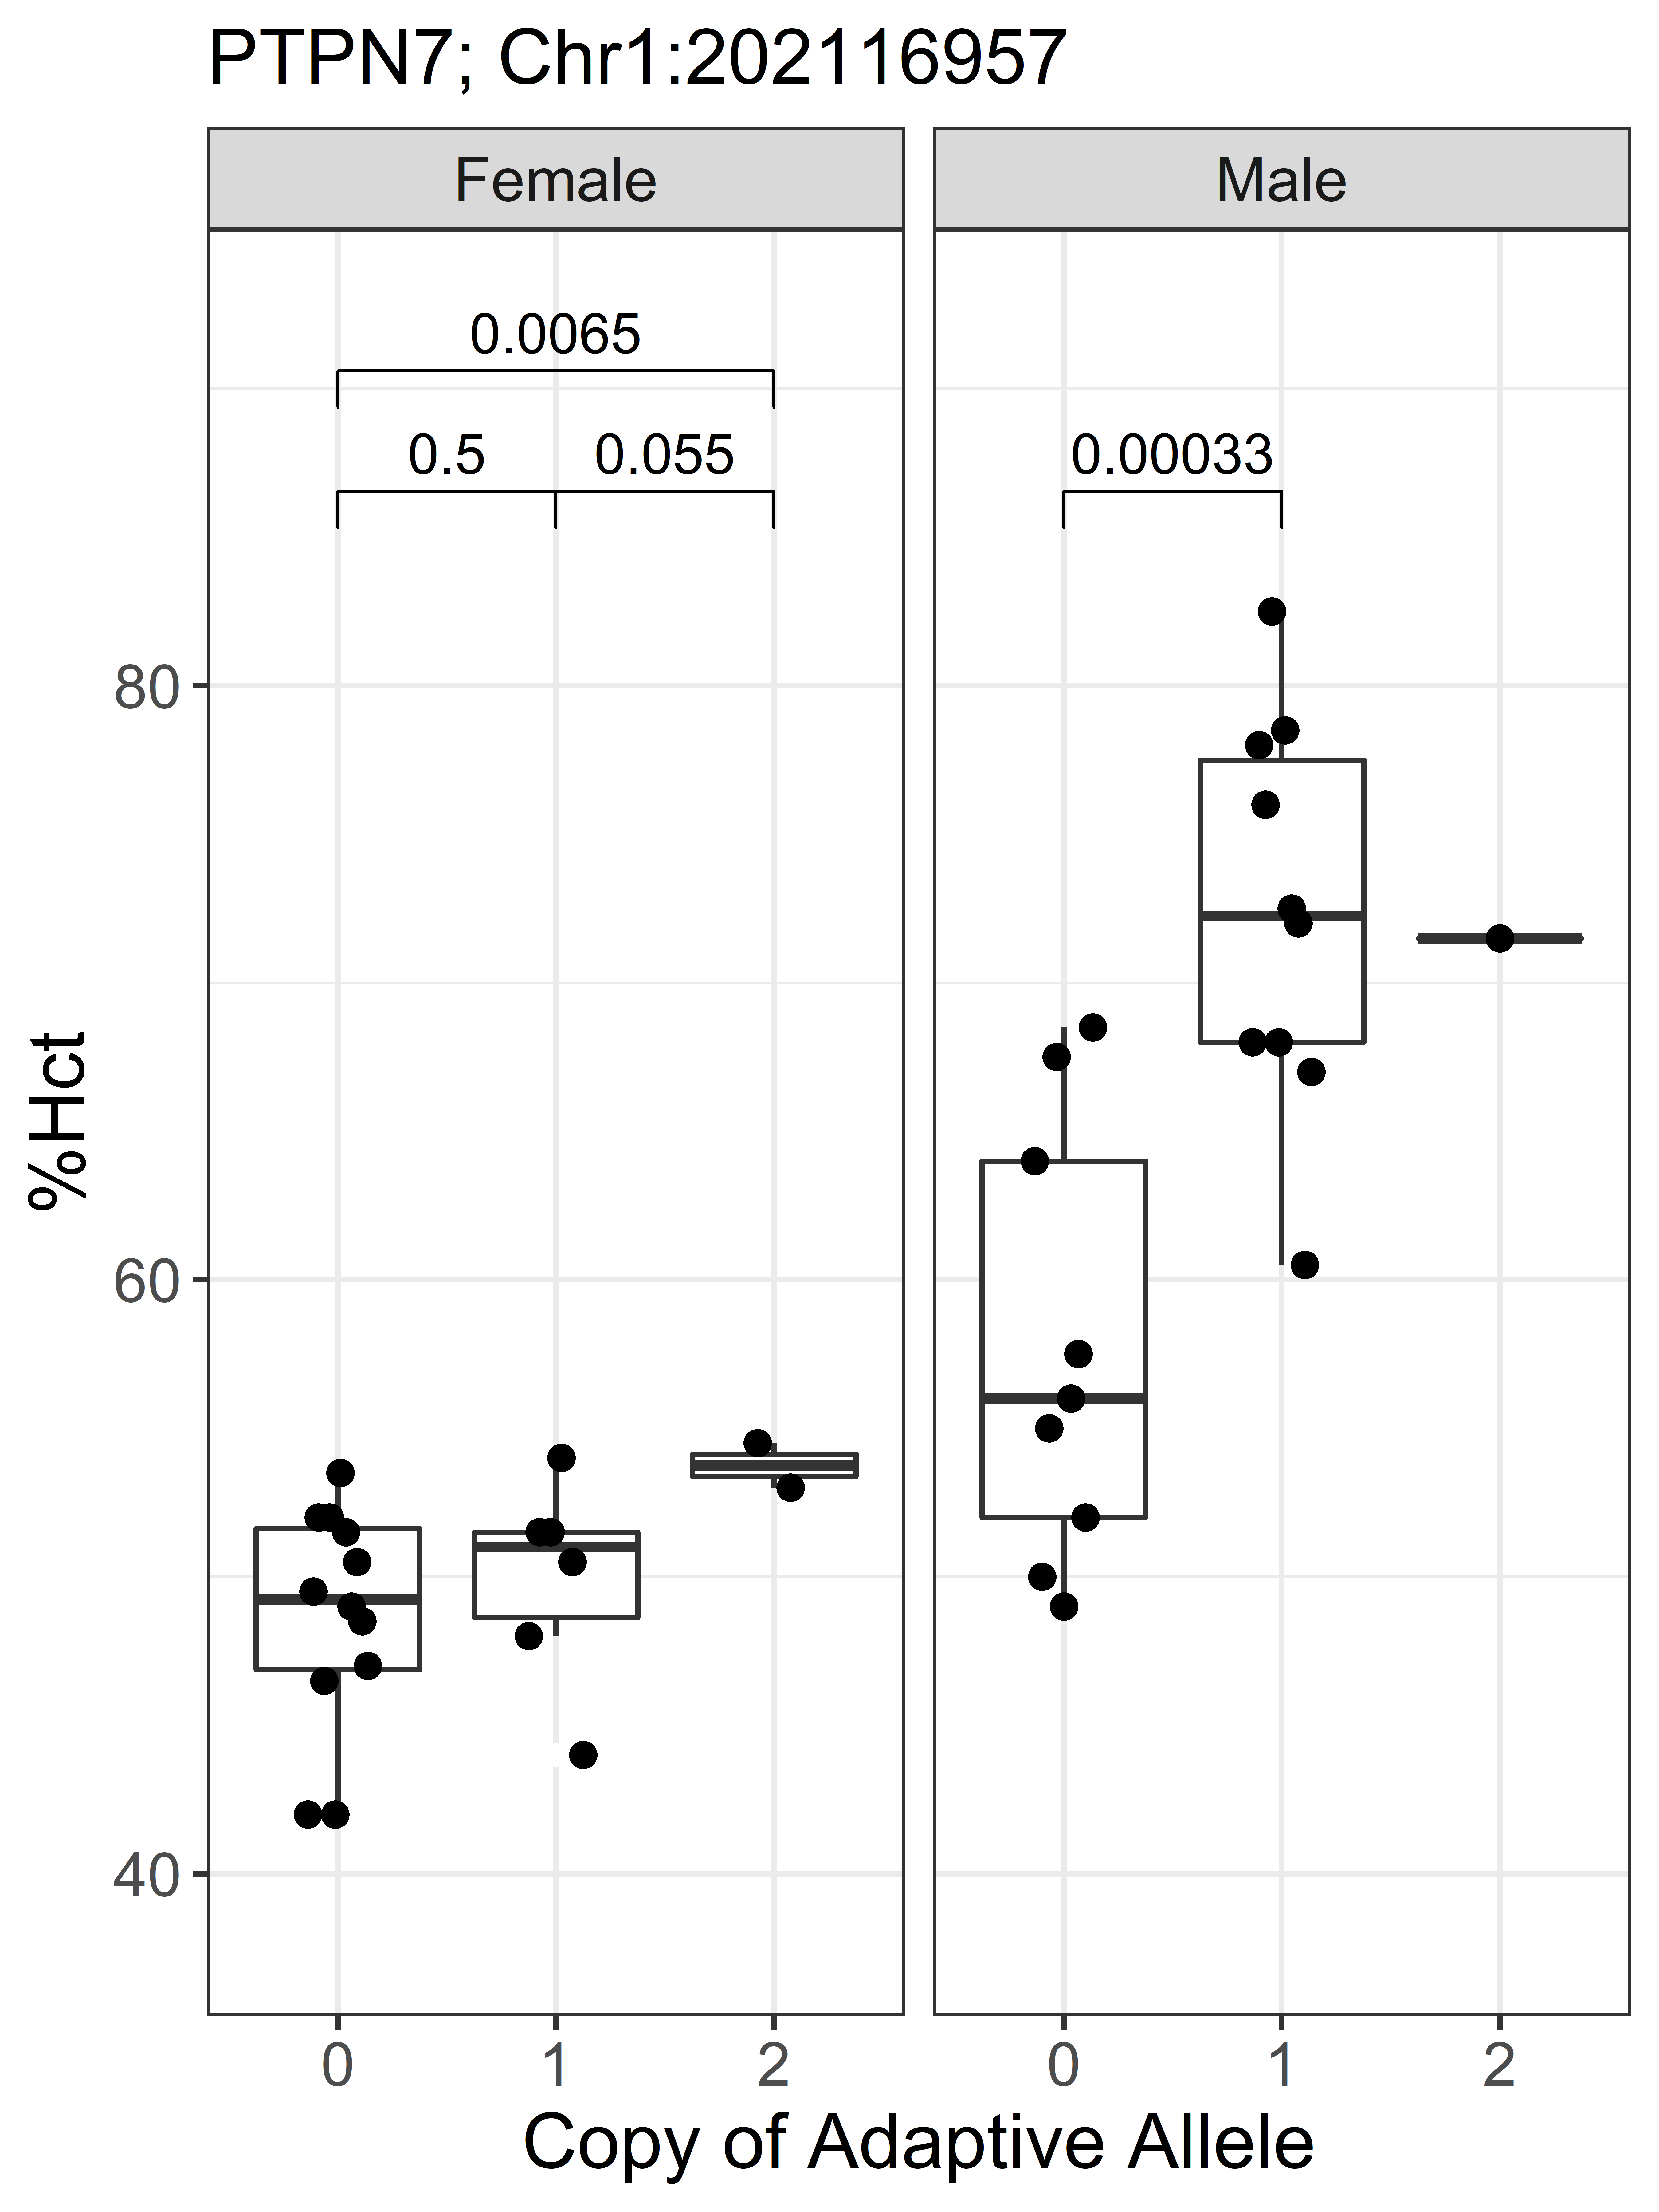 PTPN7; Chr1:202116957
Female
Male
0.0065
0.5
0.055
0.00033
80
60
40
%Hct
0
1
2
0
1
2
Copy of Adaptive Allele